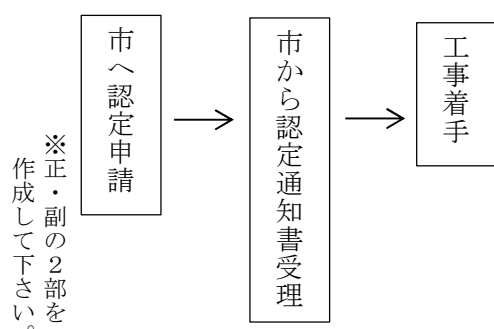 市へ認定申請
※正・副の２部を
作成して下さい。
市から認定通知書受理
工事着手